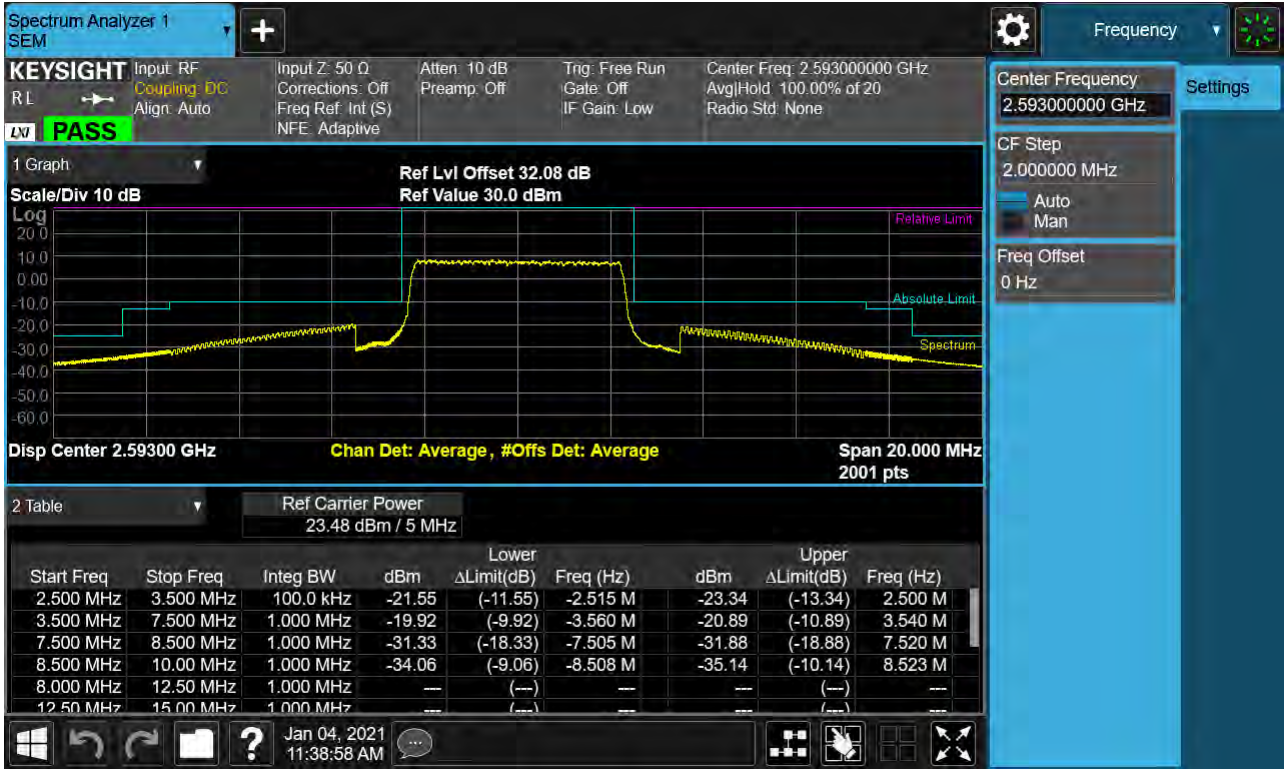 Spectrum Analyzer 1
SEM
Frequency
KEYSIGHT
R L
LXI
PASS
Input: RF
Coupling: DC
Align: Auto
Input Z: 50 Ω
Corrections: Off
Freq Ref: Int (S)
NFE: Adaptive
Atten: 10 dB
Preamp: Off
Trig: Free Run
Gate: Off
IF Gain: Low
Center Freq: 2.593000000 GHz
Avg|Hold: 100.00% of 20
Radio Std: None
Center Frequency
2.593000000 GHz
Settings
CF Step
2.000000 MHz
Auto
Man
Freq Offset
0 Hz
1 Graph
Scale/Div 10 dB
Ref Lvl Offset 32.08 dB
Ref Value 30.0 dBm
Log
20.0
10.0
0.00
-10.0
-20.0
-30.0
-40.0
-50.0
-60.0
Relative Limit
Absolute Limit
Spectrum
Disp Center 2.59300 GHz
Chan Det: Average , #Offs Det: Average
Span 20.000 MHz
2001 pts
2 Table
Ref Carrier Power
23.48 dBm / 5 MHz
Lower Upper
Start Freq Stop Freq Integ BW dBm ΔLimit(dB) Freq (Hz) dBm ΔLimit(dB) Freq (Hz)
2.500 MHz 3.500 MHz 100.0 kHz -21.55 (-11.55) -2.515 M -23.34 (-13.34) 2.500 M
3.500 MHz 7.500 MHz 1.000 MHz -19.92 (-9.92) -3.560 M -20.89 (-10.89) 3.540 M
7.500 MHz 8.500 MHz 1.000 MHz -31.33 (-18.33) -7.505 M -31.88 (-18.88) 7.520 M
8.500 MHz 10.00 MHz 1.000 MHz -34.06 (-9.06) -8.508 M -35.14 (-10.14) 8.523 M
8.000 MHz 12.50 MHz 1.000 MHz --- (---) --- --- (---) ---
12.50 MHz 15.00 MHz 1.000 MHz --- (---) --- --- (---) ---
Jan 04, 2021
11:38:58 AM